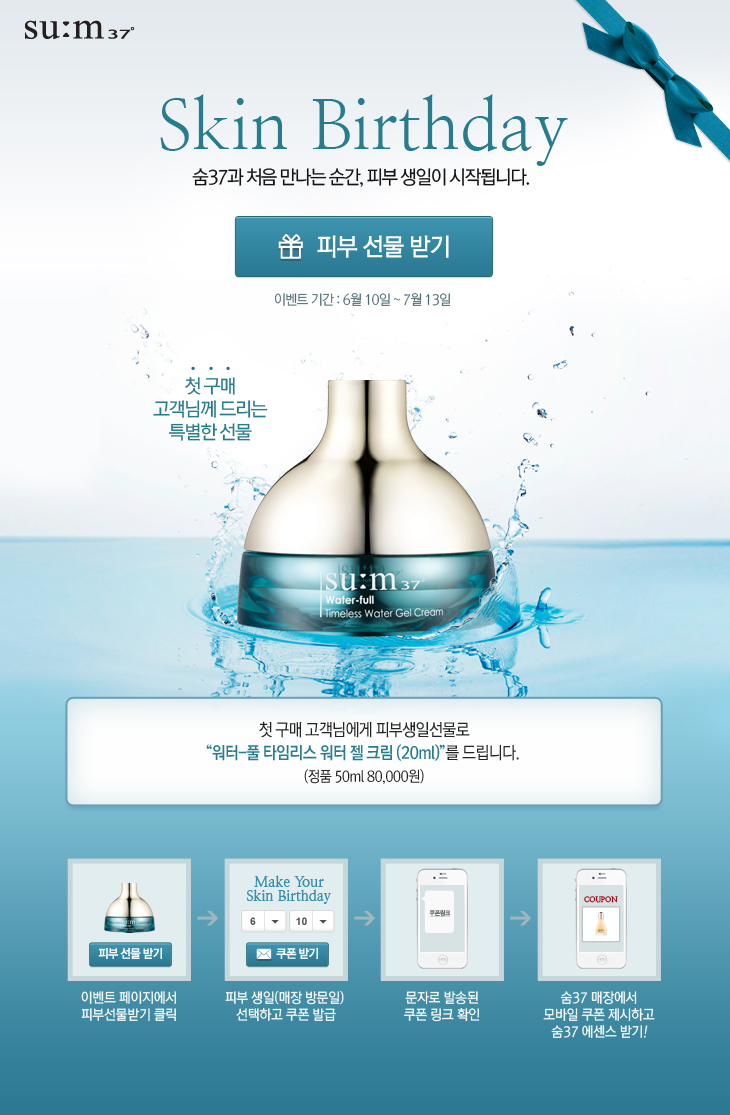 su:m37°
Skin Birthday
숨37과 처음 만나는 순간, 피부 생일이 시작됩니다.
피부 선물 받기
이벤트 기간 : 6월 10일 ~ 7월 13일
첫 구매
고객님께 드리는
특별한 선물
su:m37°
Water-full
Timeless Water Gel Cream
첫 구매 고객님에게 피부생일선물로
“워터-풀 타임리스 워터 젤 크림 (20ml)”를 드립니다.
(정품 50ml 80,000원)
피부 선물 받기
이벤트 페이지에서
피부선물받기 클릭
Make Your
Skin Birthday
6 10
쿠폰 받기
피부 생일(매장 방문일)
선택하고 쿠폰 발급
쿠폰링크
문자로 발송된
쿠폰 링크 확인
COUPON
숨37 매장에서
모바일 쿠폰 제시하고
숨37 에센스 받기!